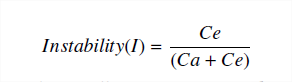 Instability(I) = Ce / (Ca + Ce)